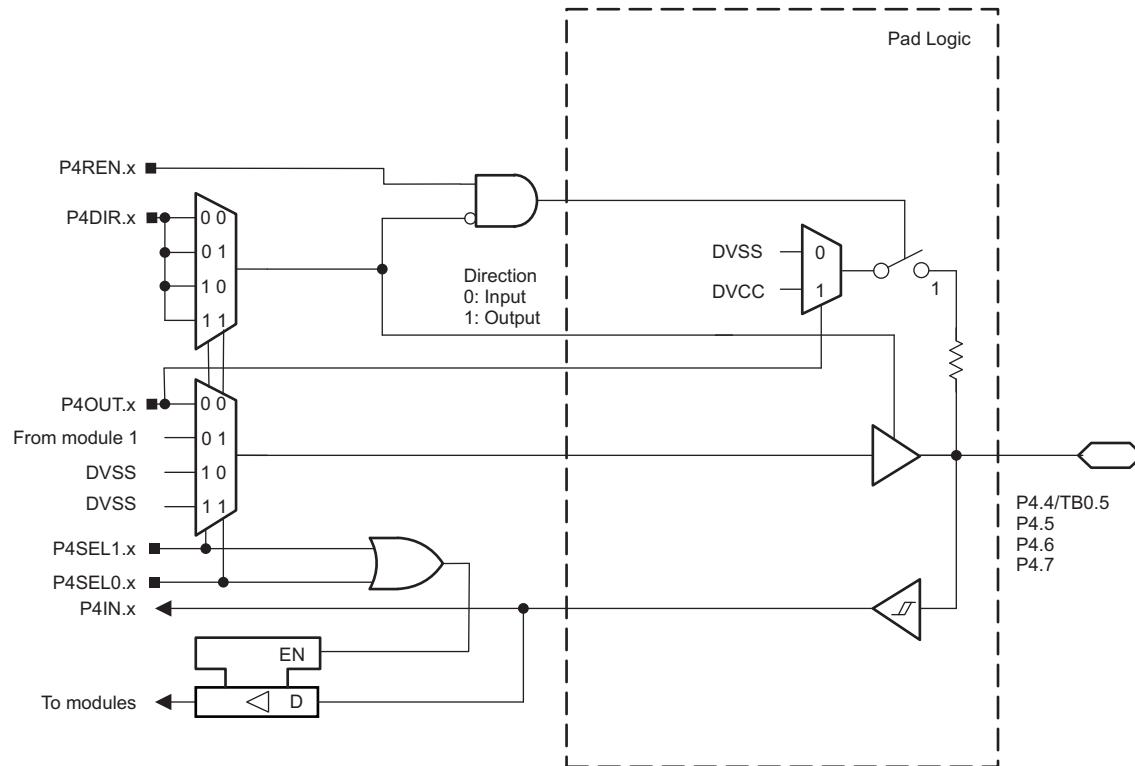 Pad Logic
P4REN.x
P4DIR.x
0 0
0 1
1 0
1 1
Direction
0: Input
1: Output
DVSS
0
DVCC
1
1
P4OUT.x
0 0
From module 1
0 1
DVSS
1 0
DVSS
1 1
P4.4/TB0.5
P4.5
P4.6
P4.7
P4SEL1.x
P4SEL0.x
P4IN.x
EN
To modules
D